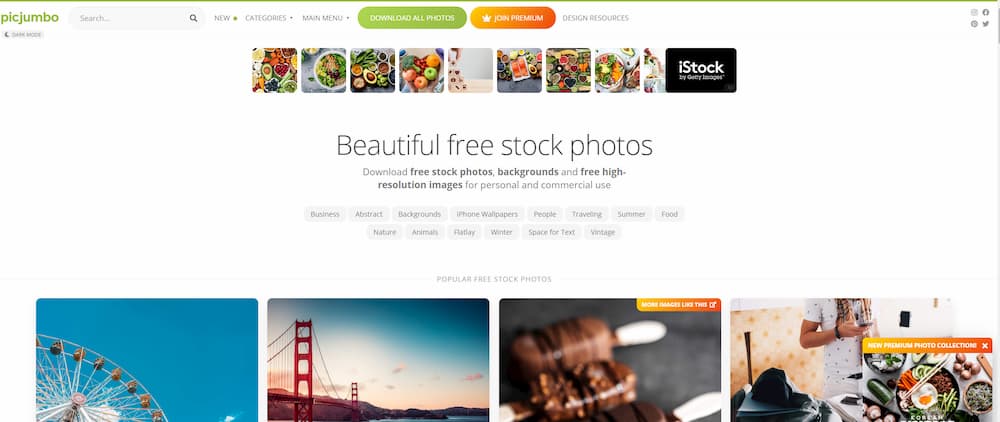 picjumbo
Search...
NEW
CATEGORIES
MAIN MENU
DOWNLOAD ALL PHOTOS
JOIN PREMIUM
DESIGN RESOURCES
DARK MODE
iStock
by Getty Images
Beautiful free stock photos
Download free stock photos, backgrounds and free high-
resolution images for personal and commercial use
Business Abstract Backgrounds iPhone Wallpapers People Traveling Summer Food
Nature Animals Flatlay Winter Space for Text Vintage
POPULAR FREE STOCK PHOTOS
MORE IMAGES LIKE THIS
NEW PREMIUM PHOTO COLLECTION!
KOREAN